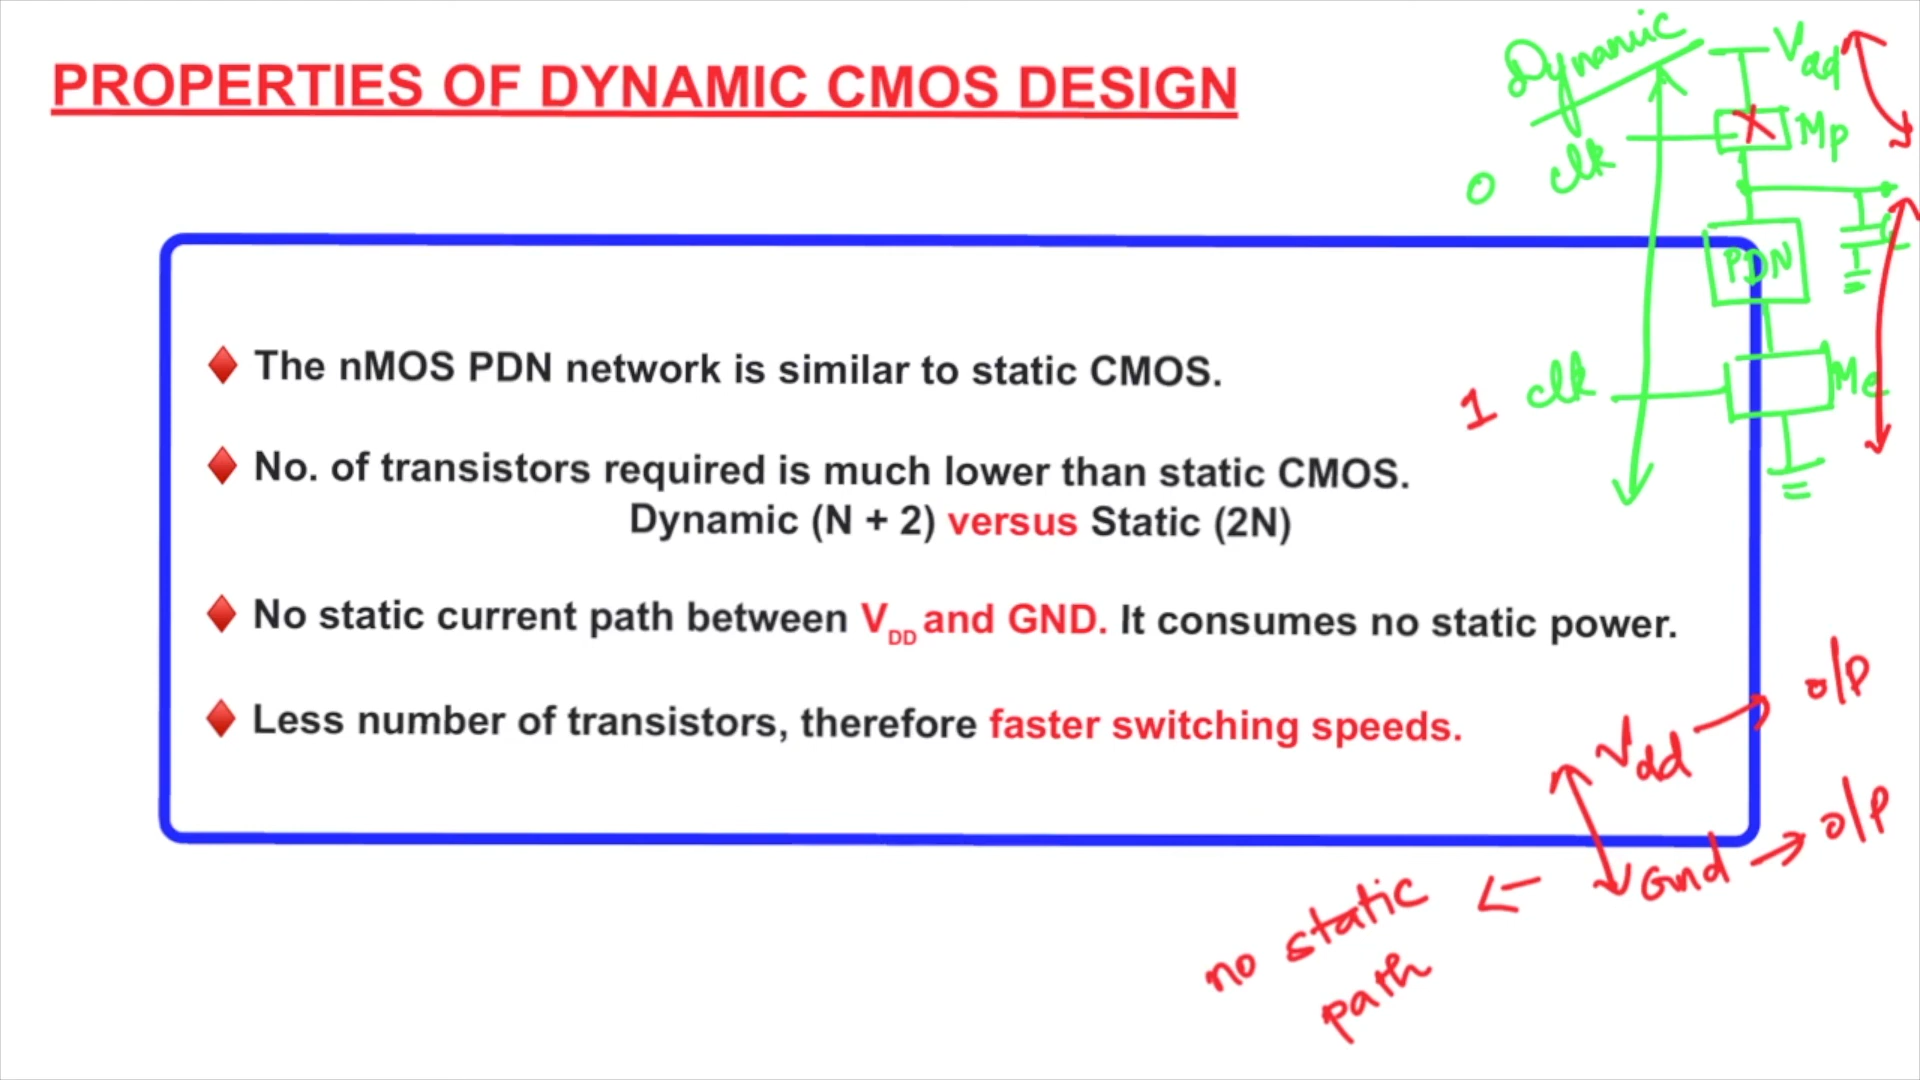 PROPERTIES OF DYNAMIC CMOS DESIGN
Dynamic
Vdd
0 clk
Mp
PDN
1 clk
Me
The nMOS PDN network is similar to static CMOS.
No. of transistors required is much lower than static CMOS.
Dynamic (N + 2) versus Static (2N)
No static current path between VDD and GND. It consumes no static power.
Less number of transistors, therefore faster switching speeds.
Vdd → o/p
Gnd → o/p
no static ←
path